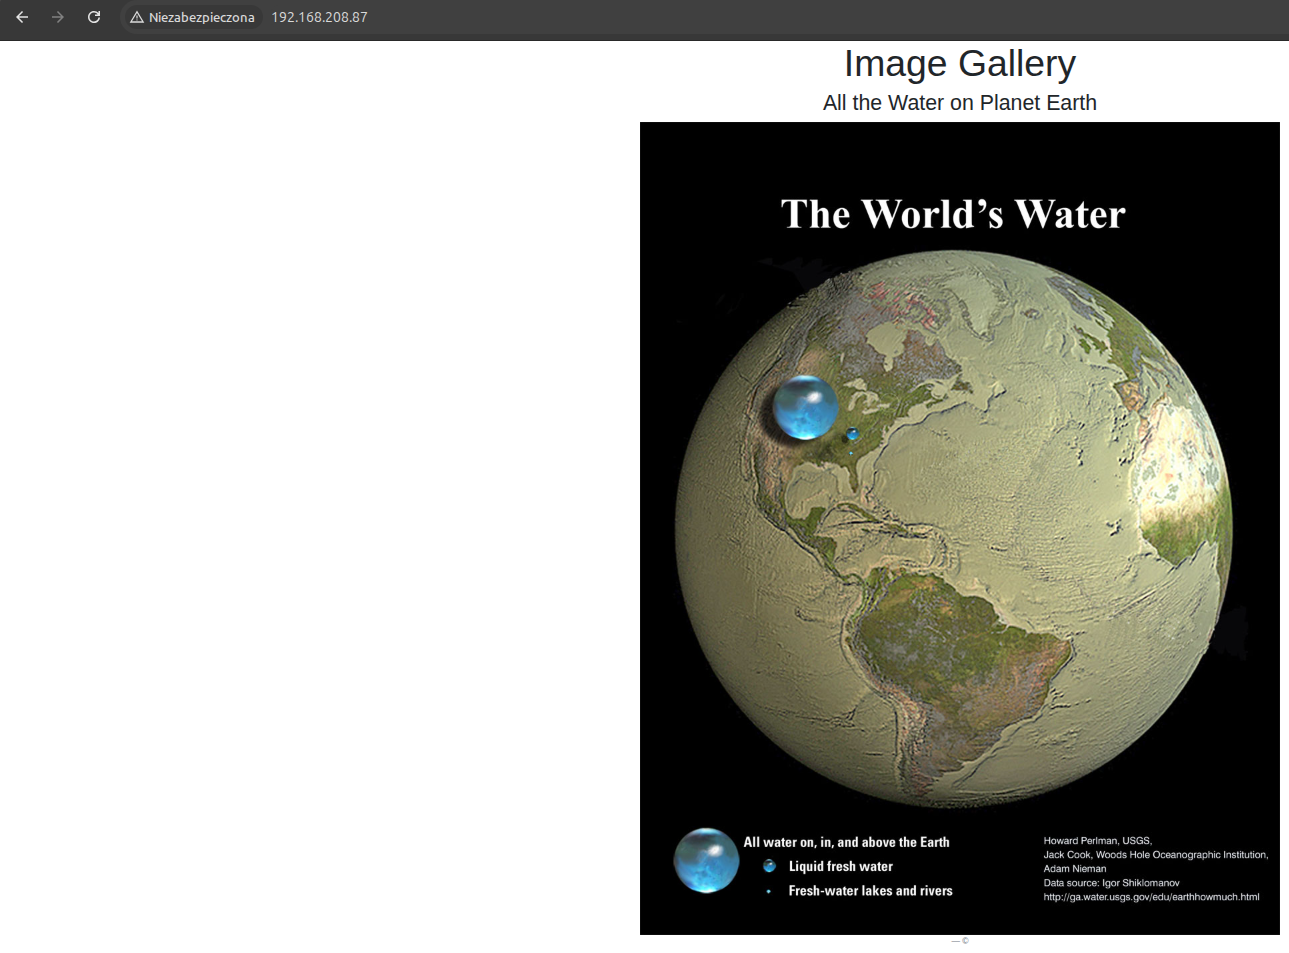 Niezabezpieczona 192.168.208.87
Image Gallery
All the Water on Planet Earth
The World’s Water
All water on, in, and above the Earth
Liquid fresh water
Fresh-water lakes and rivers
Howard Perlman, USGS,
Jack Cook, Woods Hole Oceanographic Institution,
Adam Nieman
Data source: Igor Shiklomanov
http://ga.water.usgs.gov/edu/earthhowmuch.html
— ©